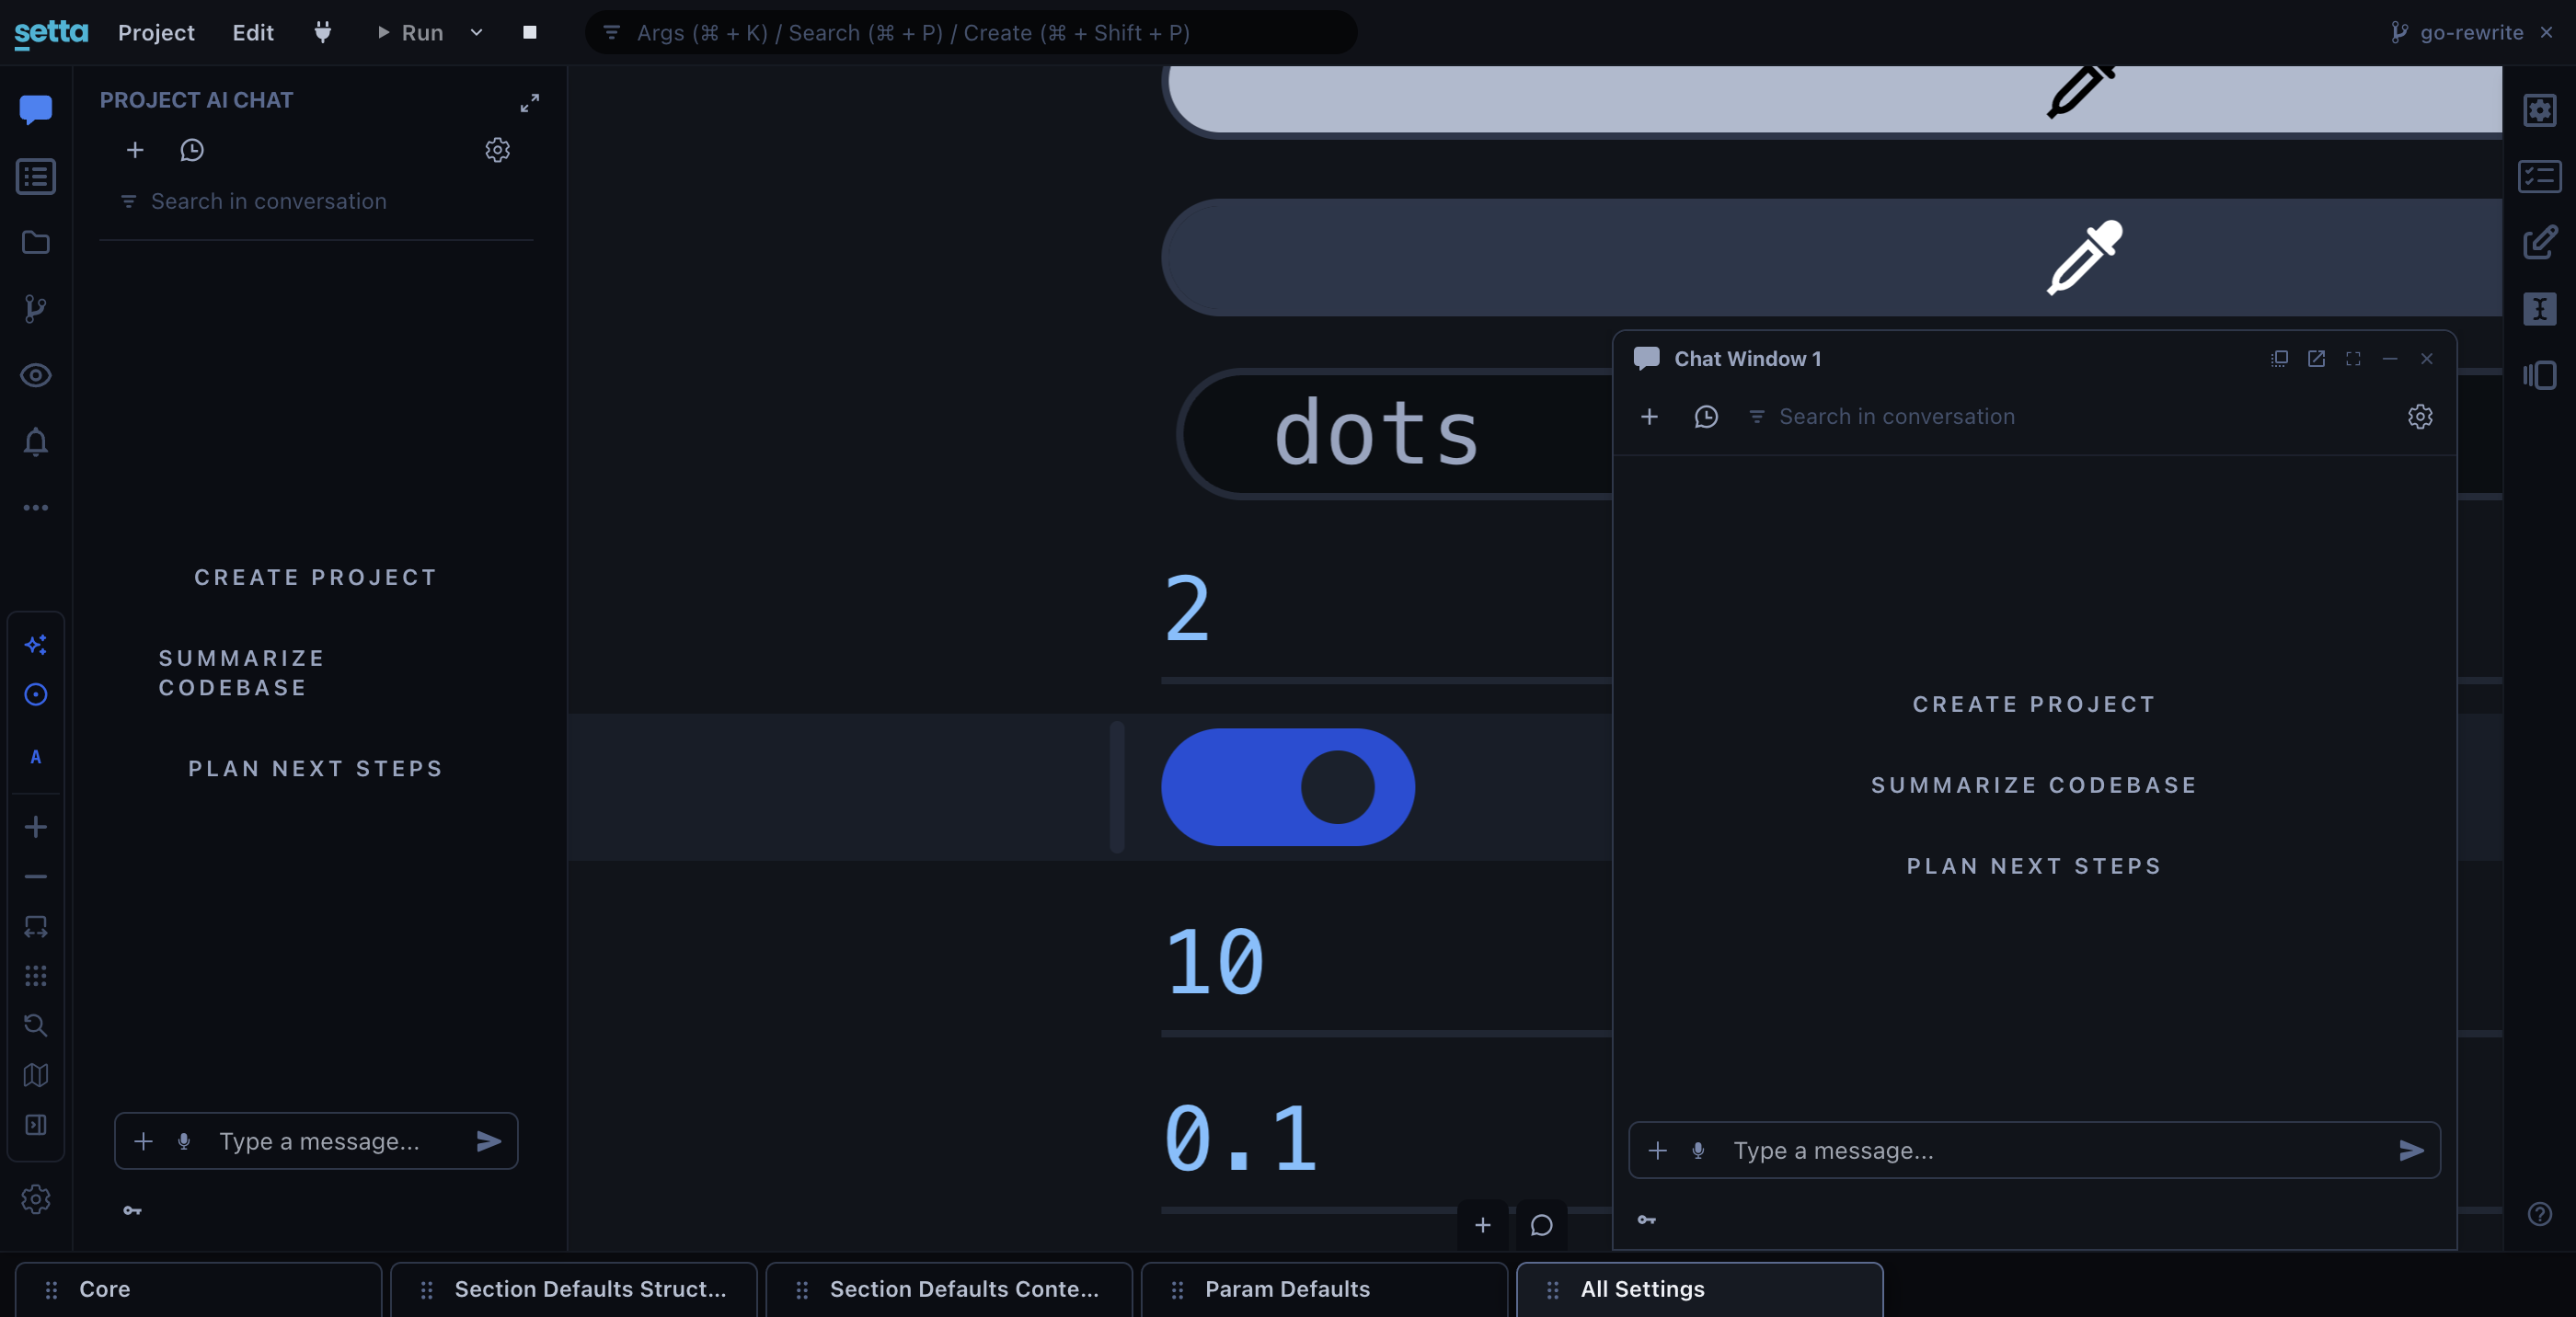 setta
Project
Edit
Run
Args (⌘ + K) / Search (⌘ + P) / Create (⌘ + Shift + P)
go-rewrite
PROJECT AI CHAT
Search in conversation
CREATE PROJECT
SUMMARIZE
CODEBASE
PLAN NEXT STEPS
A
Type a message...
dots
2
10
0.1
Chat Window 1
Search in conversation
CREATE PROJECT
SUMMARIZE CODEBASE
PLAN NEXT STEPS
Type a message...
Core
Section Defaults Struct...
Section Defaults Conte...
Param Defaults
All Settings